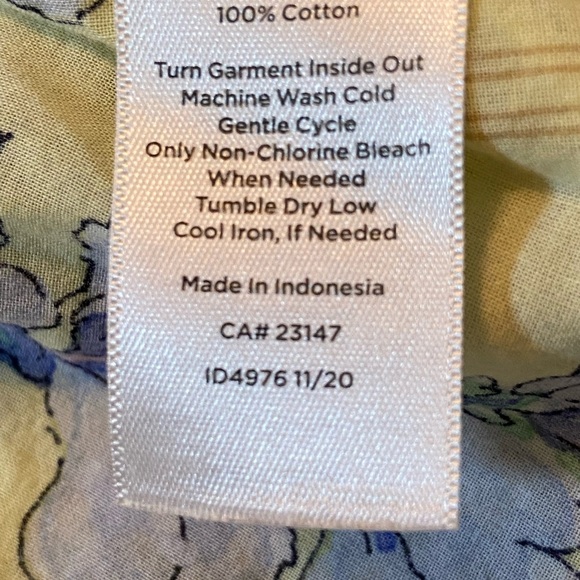 100% Cotton
Turn Garment Inside Out
Machine Wash Cold
Gentle Cycle
Only Non-Chlorine Bleach
When Needed
Tumble Dry Low
Cool Iron, If Needed
Made In Indonesia
CA# 23147
ID4976 11/20